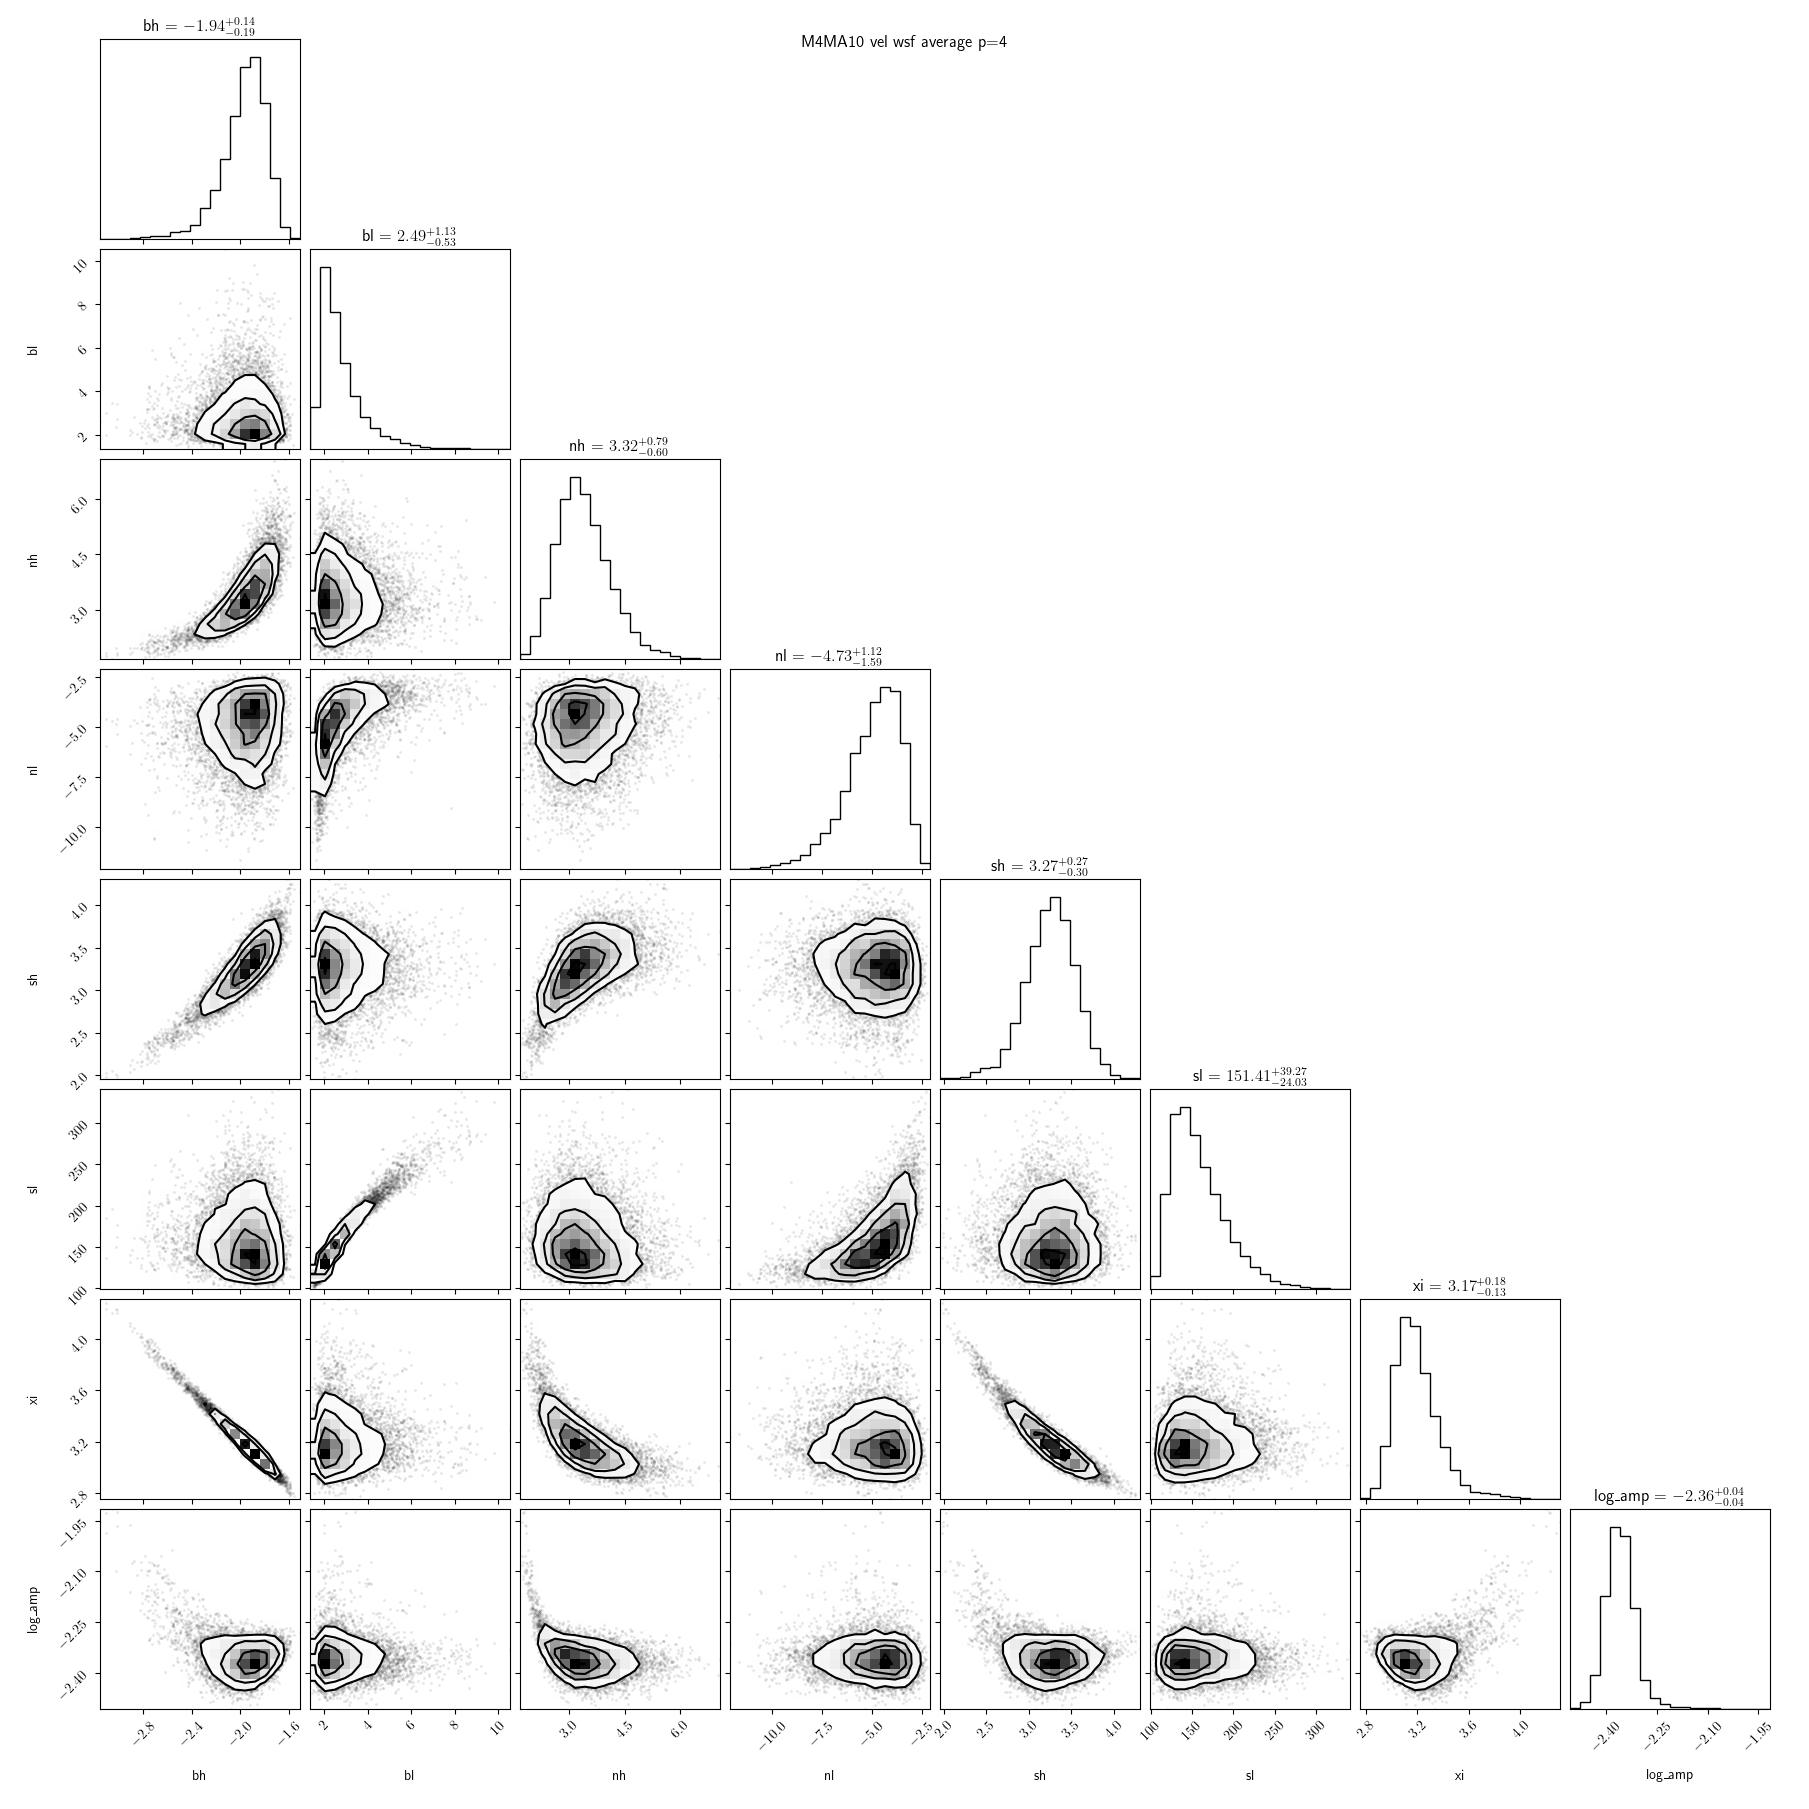 M4MA10 vel wsf average p=4
bh = −1.94 +0.14 −0.19
bl = 2.49 +1.13 −0.53
10
8
6
4
2
bl
nh = 3.32 +0.79 −0.60
6.0
4.5
3.0
nh
nl = −4.73 +1.12 −1.59
−2.5
−5.0
−7.5
−10.0
nl
sh = 3.27 +0.27 −0.30
4.0
3.5
3.0
2.5
2.0
sh
sl = 151.41 +39.27 −24.03
300
250
200
150
100
sl
xi = 3.17 +0.18 −0.13
4.0
3.6
3.2
2.8
xi
log_amp = −2.36 +0.04 −0.04
−1.95
−2.10
−2.25
−2.40
log_amp
−2.8 −2.4 −2.0 −1.6 2 4 6 8 10 3.0 4.5 6.0 −10.0 −7.5 −5.0 −2.5 2.0 2.5 3.0 3.5 4.0 100 150 200 250 300 2.8 3.2 3.6 4.0 −2.40 −2.25 −2.10 −1.95
bh bl nh nl sh sl xi log_amp